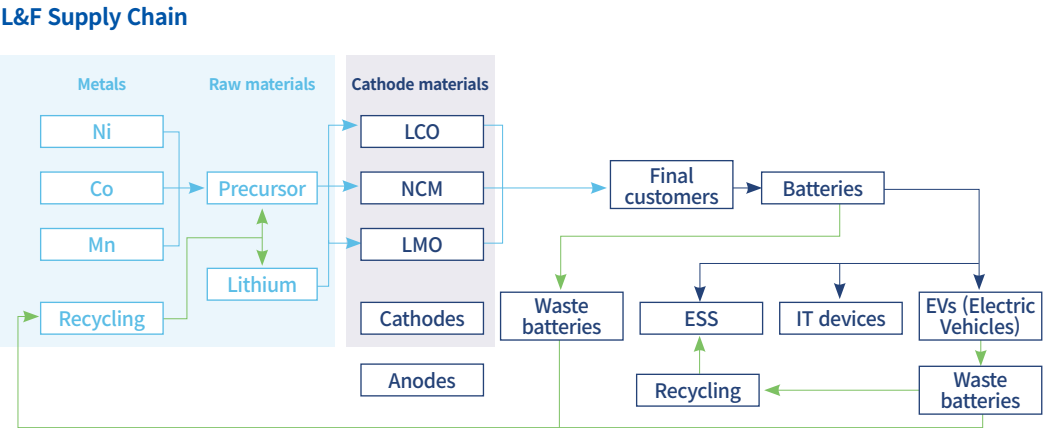 L&F Supply Chain
Metals
Raw materials
Cathode materials
Ni
Co
Mn
Recycling
Precursor
Lithium
LCO
NCM
LMO
Cathodes
Anodes
Final
customers
Batteries
Waste
batteries
ESS
IT devices
EVs (Electric
Vehicles)
Recycling
Waste
batteries